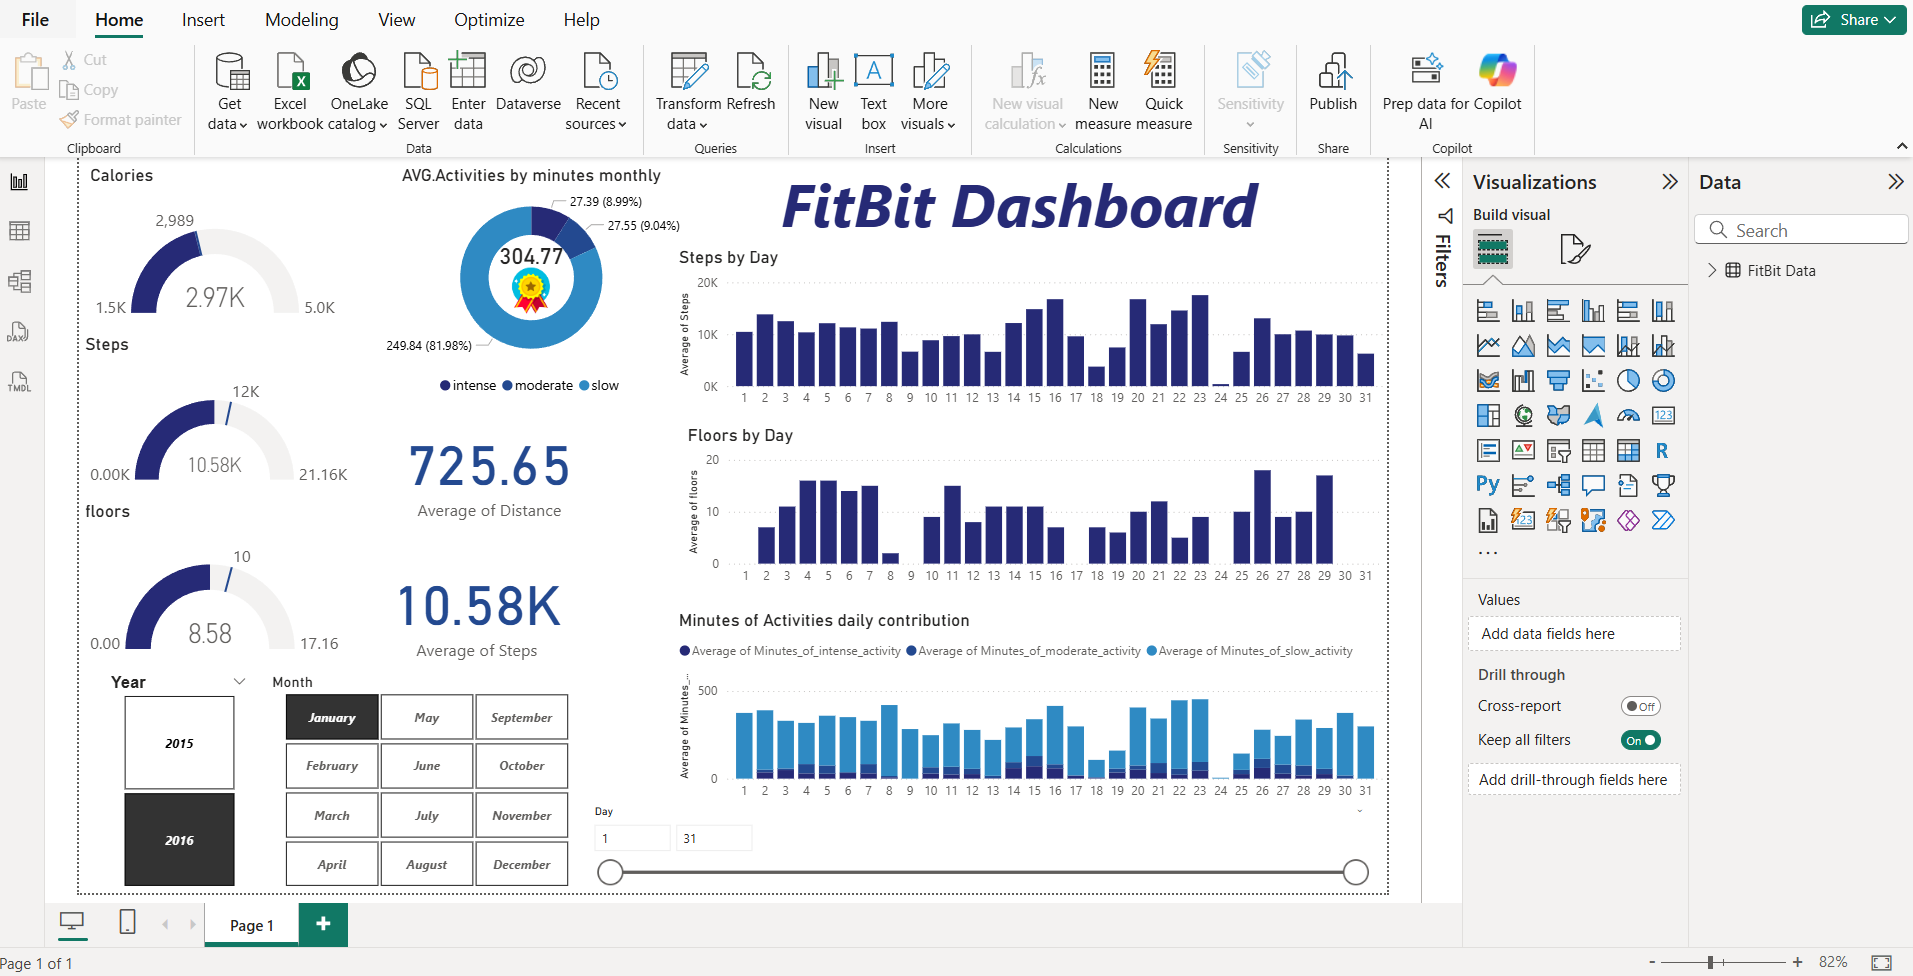 File Home Insert Modeling View Optimize Help Share
Paste
Cut
Copy
Format painter
Clipboard
Get data
Excel workbook
OneLake catalog
SQL Server
Enter data
Dataverse
Recent sources
Data
Transform data
Refresh
Queries
New visual
Text box
A
More visuals
Insert
New visual calculation
New measure
Quick measure
Calculations
Sensitivity
Sensitivity
Publish
Share
Prep data for AI
Copilot
Copilot
DAX
TMDL
Calories
2,989
1.5K
2.97K
5.0K
Steps
12K
0.00K
10.58K
21.16K
floors
10
0.00
8.58
17.16
AVG.Activities by minutes monthly
27.39 (8.99%)
27.55 (9.04%)
304.77
249.84 (81.98%)
intense moderate slow
725.65
Average of Distance
10.58K
Average of Steps
FitBit Dashboard
Steps by Day
Average of Steps
20K
10K
0K
1 2 3 4 5 6 7 8 9 10 11 12 13 14 15 16 17 18 19 20 21 22 23 24 25 26 27 28 29 30 31
Floors by Day
Average of floors
20
10
0
1 2 3 4 5 6 7 8 9 10 11 12 13 14 15 16 17 18 19 20 21 22 23 24 25 26 27 28 29 30 31
Minutes of Activities daily contribution
Average of Minutes_of_intense_activity Average of Minutes_of_moderate_activity Average of Minutes_of_slow_activity
Average of Minutes_...
500
0
1 2 3 4 5 6 7 8 9 10 11 12 13 14 15 16 17 18 19 20 21 22 23 24 25 26 27 28 29 30 31
Year
2015
2016
Month
January May September
February June October
March July November
April August December
Day
1 31
Filters
Visualizations
Build visual
123
R
Py
123
...
Values
Add data fields here
Drill through
Cross-report Off
Keep all filters On
Add drill-through fields here
Data
Search
FitBit Data
Page 1
+
Page 1 of 1
- + 82%